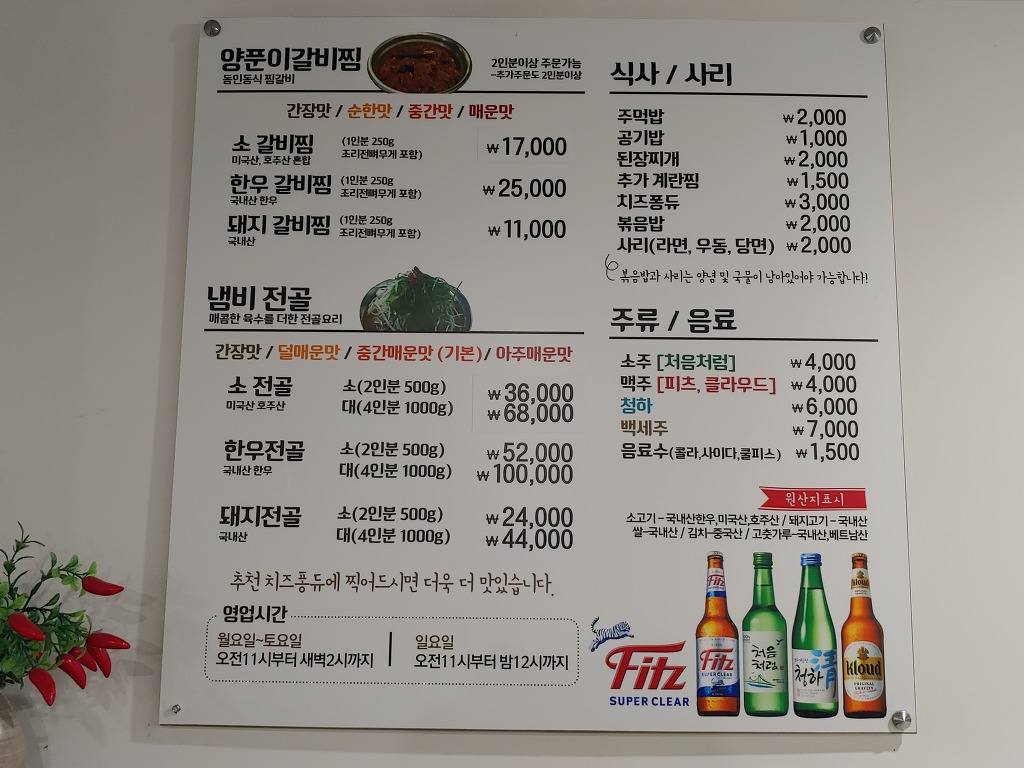 양푼이갈비찜
동인동식 찜갈비
2인분이상 주문가능
-추가주문도 2인분이상
간장맛 / 순한맛 / 중간맛 / 매운맛
소 갈비찜 (1인분 250g 조리전뼈무게 포함) ₩17,000
미국산, 호주산 혼합
한우 갈비찜 (1인분 250g 조리전뼈무게 포함) ₩25,000
국내산 한우
돼지 갈비찜 (1인분 250g 조리전뼈무게 포함) ₩11,000
국내산
냄비 전골
매콤한 육수를 더한 전골요리
간장맛 / 덜매운맛 / 중간매운맛 (기본) / 아주매운맛
소 전골 소(2인분 500g) ₩36,000
미국산 호주산 대(4인분 1000g) ₩68,000
한우전골 소(2인분 500g) ₩52,000
국내산 한우 대(4인분 1000g) ₩100,000
돼지전골 소(2인분 500g) ₩24,000
국내산 대(4인분 1000g) ₩44,000
추천 치즈퐁듀에 찍어드시면 더욱 더 맛있습니다.
영업시간
월요일~토요일
오전11시부터 새벽2시까지
일요일
오전11시부터 밤12시까지
식사 / 사리
주먹밥 ₩2,000
공기밥 ₩1,000
된장찌개 ₩2,000
추가 계란찜 ₩1,500
치즈퐁듀 ₩3,000
볶음밥 ₩2,000
사리(라면, 우동, 당면) ₩2,000
볶음밥과 사리는 양념 및 국물이 남아있어야 가능합니다!
주류 / 음료
소주 [처음처럼] ₩4,000
맥주 [피츠, 클라우드] ₩4,000
청하 ₩6,000
백세주 ₩7,000
음료수(콜라,사이다,쿨피스) ₩1,500
원산지표시
소고기-국내산한우,미국산,호주산 / 돼지고기-국내산
쌀-국내산 / 김치-중국산 / 고춧가루-국내산,베트남산
Fitz
SUPER CLEAR
Fitz
Fitz
SUPER CLEAR
처음
처럼
청하
淸
kloud
kloud
ORIGINAL
GRAVITY